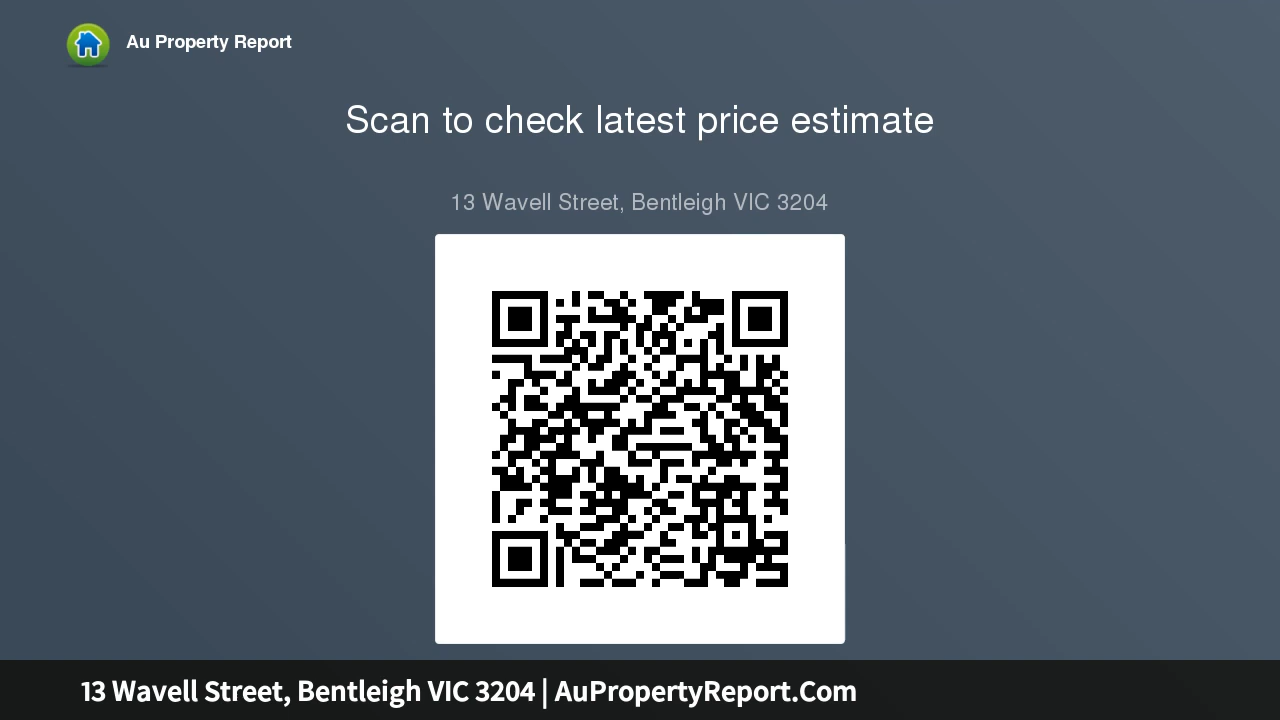 Au Property Report
Scan to check latest price estimate
13 Wavell Street, Bentleigh VIC 3204
13 Wavell Street, Bentleigh VIC 3204 | AuPropertyReport.Com